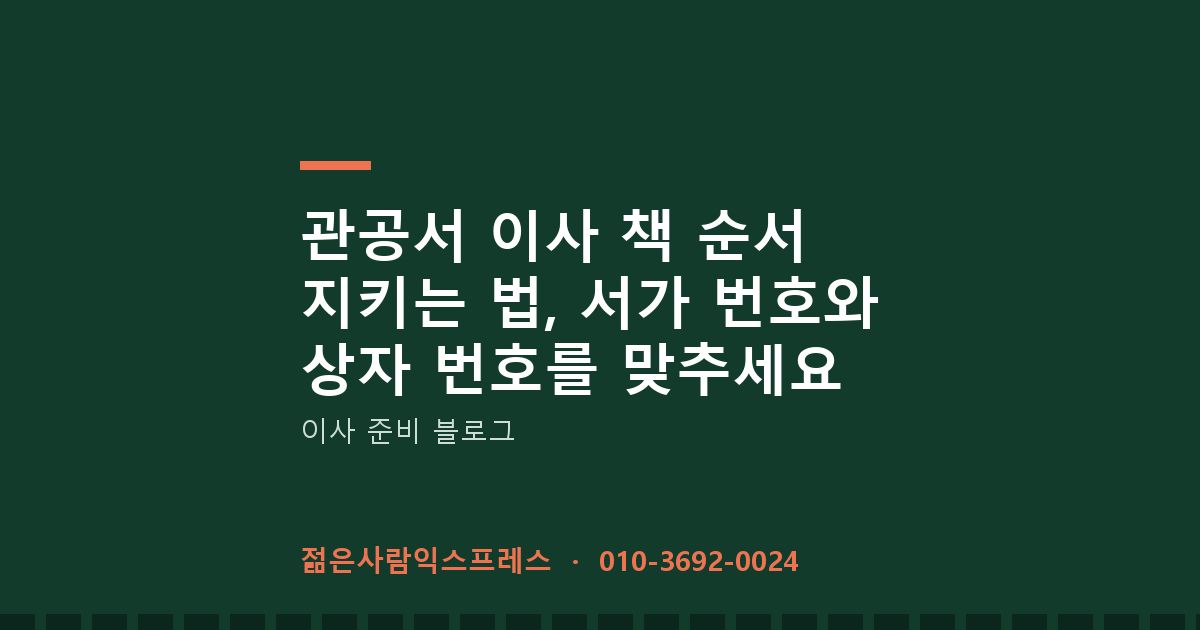 관공서 이사 책 순서
지키는 법, 서가 번호와
상자 번호를 맞추세요
이사 준비 블로그
젊은사람익스프레스 · 010-3692-0024